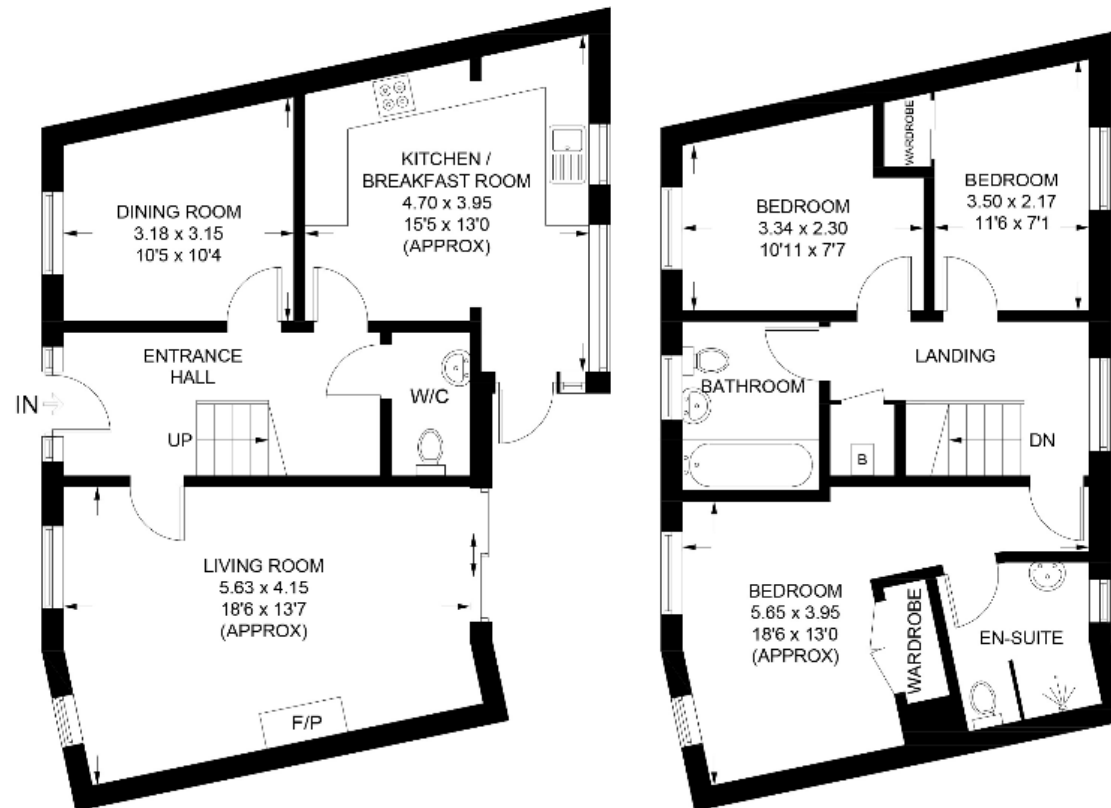 DINING ROOM
3.18 x 3.15
10'5 x 10'4
KITCHEN /
BREAKFAST ROOM
4.70 x 3.95
15'5 x 13'0
(APPROX)
ENTRANCE
HALL
IN
UP
W/C
LIVING ROOM
5.63 x 4.15
18'6 x 13'7
(APPROX)
F/P
WARDROBE
BEDROOM
3.34 x 2.30
10'11 x 7'7
BEDROOM
3.50 x 2.17
11'6 x 7'1
BATHROOM
LANDING
B
DN
BEDROOM
5.65 x 3.95
18'6 x 13'0
(APPROX)
WARDROBE
EN-SUITE